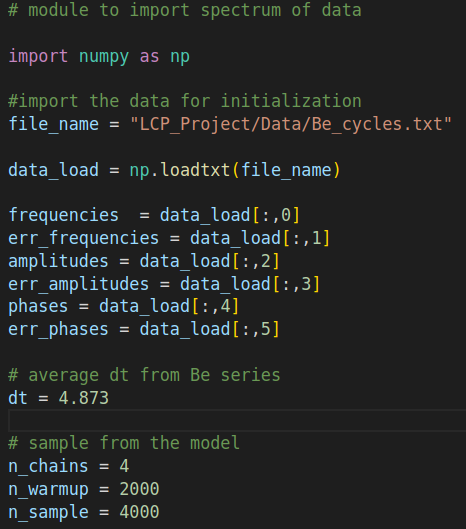 # module to import spectrum of data
import numpy as np
#import the data for initialization
file_name = "LCP_Project/Data/Be_cycles.txt"
data_load = np.loadtxt(file_name)
frequencies  = data_load[:,0]
err_frequencies = data_load[:,1]
amplitudes = data_load[:,2]
err_amplitudes = data_load[:,3]
phases = data_load[:,4]
err_phases = data_load[:,5]
# average dt from Be series
dt = 4.873
# sample from the model
n_chains = 4
n_warmup = 2000
n_sample = 4000